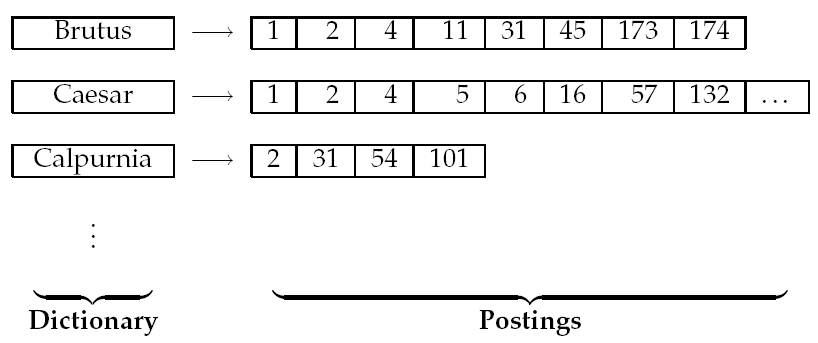 Brutus ⟶ 1 2 4 11 31 45 173 174
Caesar ⟶ 1 2 4 5 6 16 57 132 ...
Calpurnia ⟶ 2 31 54 101
⋮
Dictionary Postings